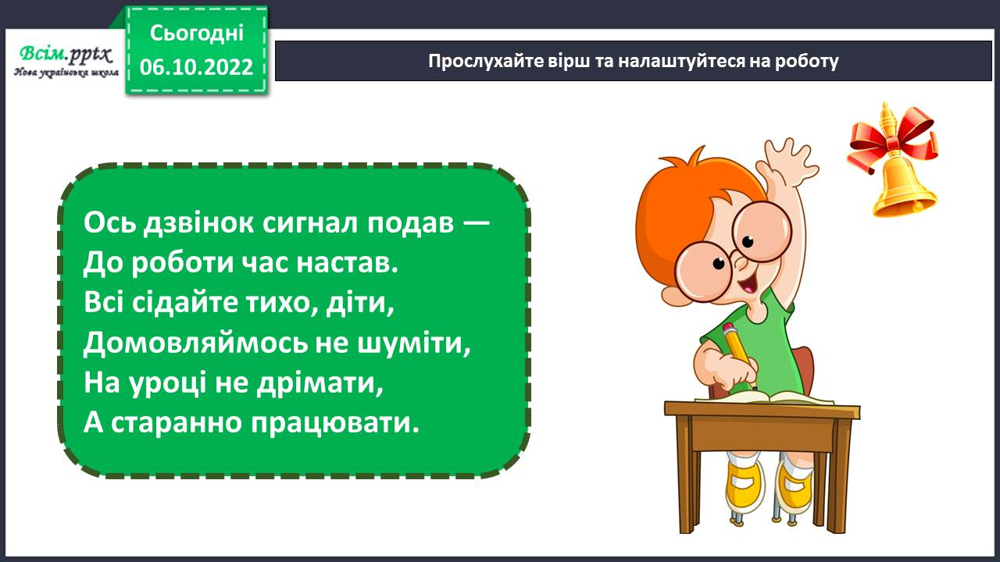 Всім.pptx
Нова українська школа
Сьогодні
06.10.2022
Прослухайте вірш та налаштуйтеся на роботу
Ось дзвінок сигнал подав —
До роботи час настав.
Всі сідайте тихо, діти,
Домовляймось не шуміти,
На уроці не дрімати,
А старанно працювати.